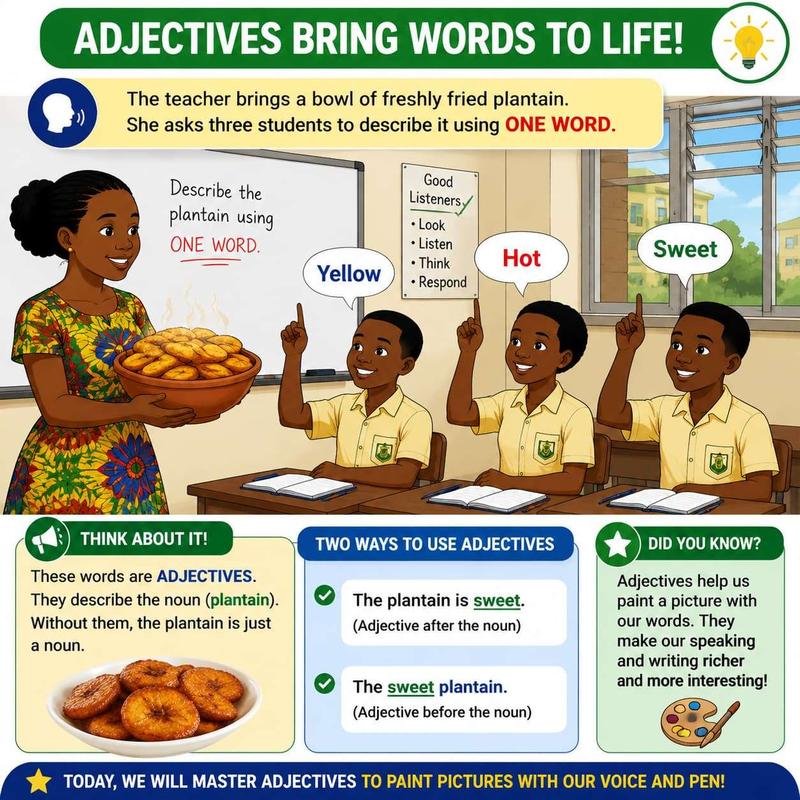 ADJECTIVES BRING WORDS TO LIFE!
The teacher brings a bowl of freshly fried plantain.
She asks three students to describe it using ONE WORD.
Describe the
plantain using
ONE WORD.
Good
Listeners
• Look
• Listen
• Think
• Respond
Yellow
Hot
Sweet
THINK ABOUT IT!
These words are ADJECTIVES.
They describe the noun (plantain).
Without them, the plantain is just
a noun.
TWO WAYS TO USE ADJECTIVES
The plantain is sweet.
(Adjective after the noun)
The sweet plantain.
(Adjective before the noun)
DID YOU KNOW?
Adjectives help us
paint a picture with
our words. They
make our speaking
and writing richer
and more interesting!
TODAY, WE WILL MASTER ADJECTIVES TO PAINT PICTURES WITH OUR VOICE AND PEN!